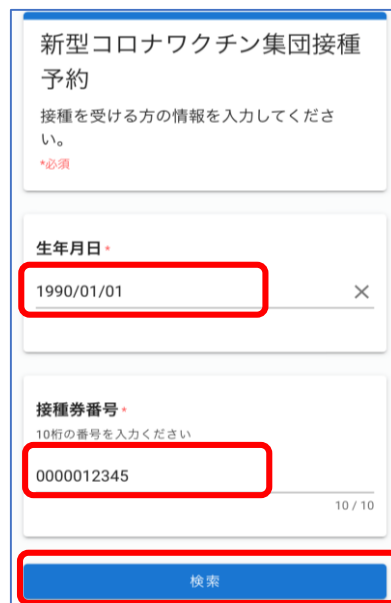 新型コロナワクチン集団接種
予約
接種を受ける方の情報を入力してくださ
い。
*必須
生年月日*
1990/01/01
接種券番号*
10桁の番号を入力ください
0000012345
10 / 10
検索